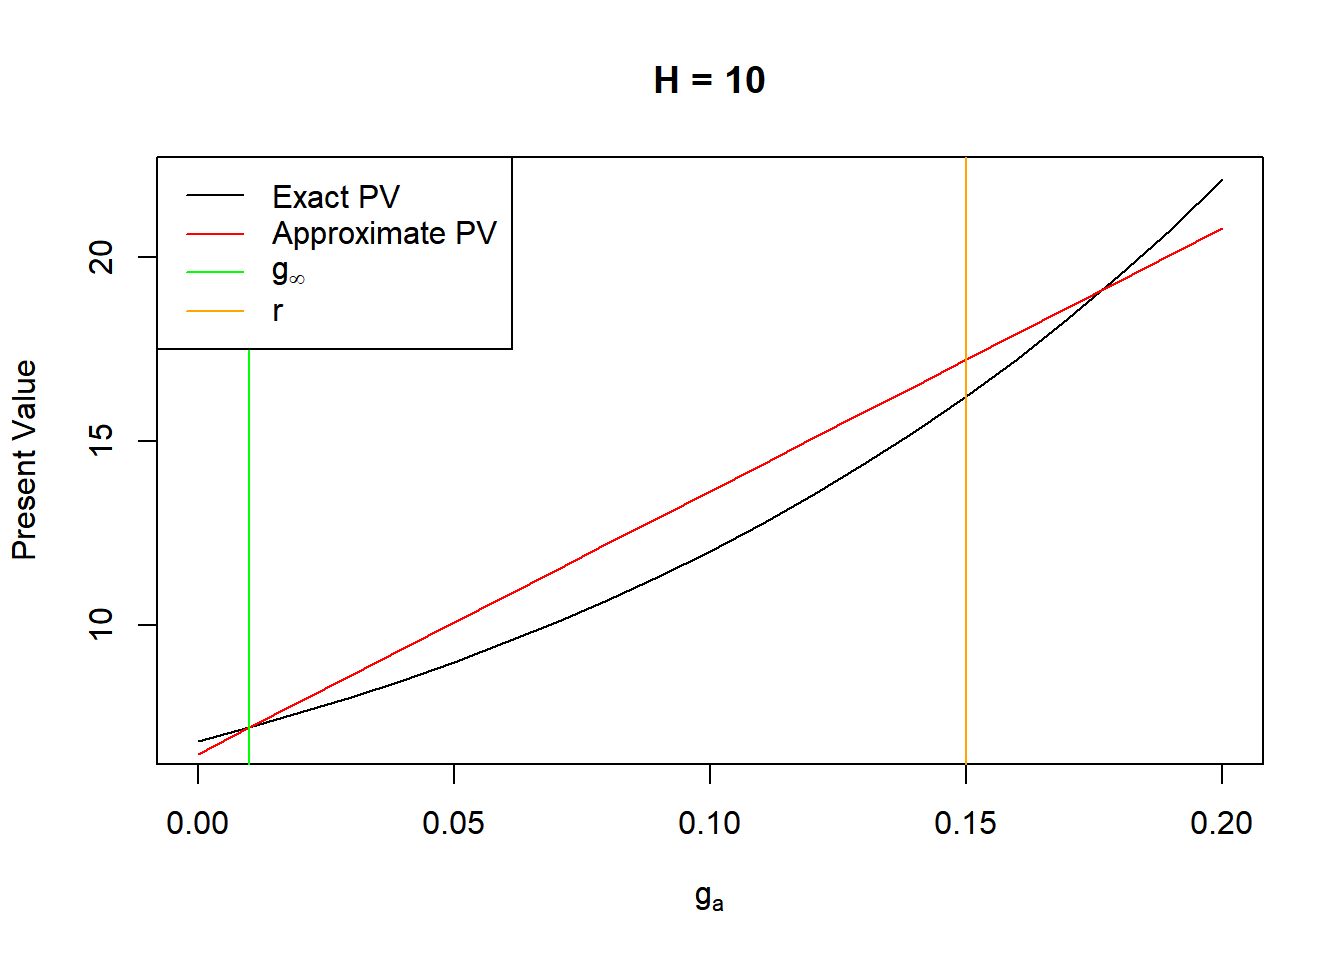 H = 10
Exact PV
Approximate PV
g∞
r
Present Value
20
15
10
0.00 0.05 0.10 0.15 0.20
gₐ